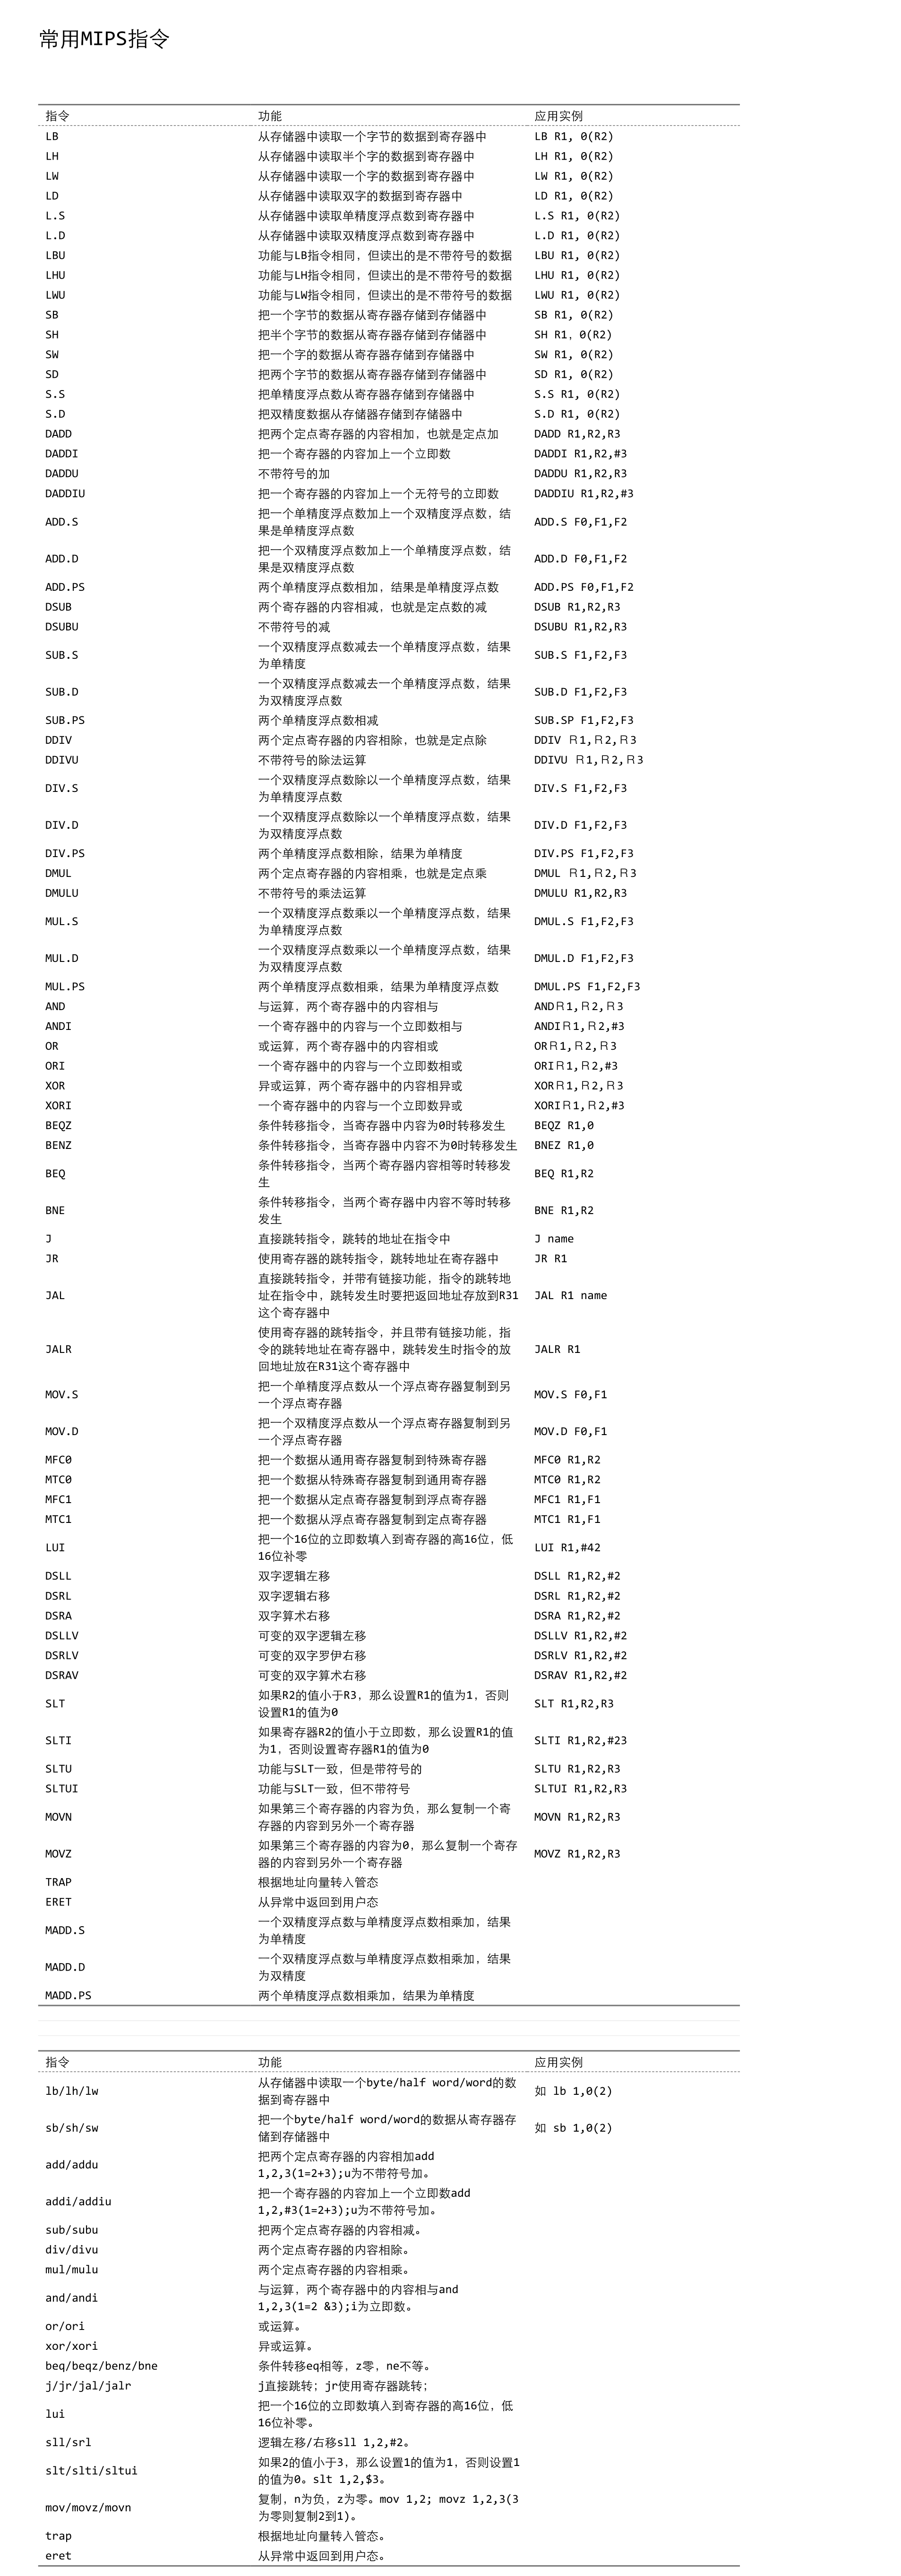 常用MIPS指令
指令 功能 应用实例
LB 从存储器中读取一个字节的数据到寄存器中 LB R1, 0(R2)
LH 从存储器中读取半个字的数据到寄存器中 LH R1, 0(R2)
LW 从存储器中读取一个字的数据到寄存器中 LW R1, 0(R2)
LD 从存储器中读取双字的数据到寄存器中 LD R1, 0(R2)
L.S 从存储器中读取单精度浮点数到寄存器中 L.S R1, 0(R2)
L.D 从存储器中读取双精度浮点数到寄存器中 L.D R1, 0(R2)
LBU 功能与LB指令相同，但读出的是不带符号的数据 LBU R1, 0(R2)
LHU 功能与LH指令相同，但读出的是不带符号的数据 LHU R1, 0(R2)
LWU 功能与LW指令相同，但读出的是不带符号的数据 LWU R1, 0(R2)
SB 把一个字节的数据从寄存器存储到存储器中 SB R1, 0(R2)
SH 把半个字节的数据从寄存器存储到存储器中 SH R1，0(R2)
SW 把一个字的数据从寄存器存储到存储器中 SW R1, 0(R2)
SD 把两个字节的数据从寄存器存储到存储器中 SD R1, 0(R2)
S.S 把单精度浮点数从寄存器存储到存储器中 S.S R1, 0(R2)
S.D 把双精度数据从存储器存储到存储器中 S.D R1, 0(R2)
DADD 把两个定点寄存器的内容相加，也就是定点加 DADD R1,R2,R3
DADDI 把一个寄存器的内容加上一个立即数 DADDI R1,R2,#3
DADDU 不带符号的加 DADDU R1,R2,R3
DADDIU 把一个寄存器的内容加上一个无符号的立即数 DADDIU R1,R2,#3
ADD.S 把一个单精度浮点数加上一个双精度浮点数，结 ADD.S F0,F1,F2
果是单精度浮点数
ADD.D 把一个双精度浮点数加上一个单精度浮点数，结 ADD.D F0,F1,F2
果是双精度浮点数
ADD.PS 两个单精度浮点数相加，结果是单精度浮点数 ADD.PS F0,F1,F2
DSUB 两个寄存器的内容相减，也就是定点数的减 DSUB R1,R2,R3
DSUBU 不带符号的减 DSUBU R1,R2,R3
SUB.S 一个双精度浮点数减去一个单精度浮点数，结果 SUB.S F1,F2,F3
为单精度
SUB.D 一个双精度浮点数减去一个单精度浮点数，结果 SUB.D F1,F2,F3
为双精度浮点数
SUB.PS 两个单精度浮点数相减 SUB.SP F1,F2,F3
DDIV 两个定点寄存器的内容相除，也就是定点除 DDIV Ｒ1,Ｒ2,Ｒ3
DDIVU 不带符号的除法运算 DDIVU Ｒ1,Ｒ2,Ｒ3
DIV.S 一个双精度浮点数除以一个单精度浮点数，结果 DIV.S F1,F2,F3
为单精度浮点数
DIV.D 一个双精度浮点数除以一个单精度浮点数，结果 DIV.D F1,F2,F3
为双精度浮点数
DIV.PS 两个单精度浮点数相除，结果为单精度 DIV.PS F1,F2,F3
DMUL 两个定点寄存器的内容相乘，也就是定点乘 DMUL Ｒ1,Ｒ2,Ｒ3
DMULU 不带符号的乘法运算 DMULU R1,R2,R3
MUL.S 一个双精度浮点数乘以一个单精度浮点数，结果 DMUL.S F1,F2,F3
为单精度浮点数
MUL.D 一个双精度浮点数乘以一个单精度浮点数，结果 DMUL.D F1,F2,F3
为双精度浮点数
MUL.PS 两个单精度浮点数相乘，结果为单精度浮点数 DMUL.PS F1,F2,F3
AND 与运算，两个寄存器中的内容相与 ANDＲ1,Ｒ2,Ｒ3
ANDI 一个寄存器中的内容与一个立即数相与 ANDIＲ1,Ｒ2,#3
OR 或运算，两个寄存器中的内容相或 ORＲ1,Ｒ2,Ｒ3
ORI 一个寄存器中的内容与一个立即数相或 ORIＲ1,Ｒ2,#3
XOR 异或运算，两个寄存器中的内容相异或 XORＲ1,Ｒ2,Ｒ3
XORI 一个寄存器中的内容与一个立即数异或 XORIＲ1,Ｒ2,#3
BEQZ 条件转移指令，当寄存器中内容为0时转移发生 BEQZ R1,0
BENZ 条件转移指令，当寄存器中内容不为0时转移发生 BNEZ R1,0
BEQ 条件转移指令，当两个寄存器内容相等时转移发 BEQ R1,R2
生
BNE 条件转移指令，当两个寄存器中内容不等时转移 BNE R1,R2
发生
J 直接跳转指令，跳转的地址在指令中 J name
JR 使用寄存器的跳转指令，跳转地址在寄存器中 JR R1
直接跳转指令，并带有链接功能，指令的跳转地
JAL 址在指令中，跳转发生时要把返回地址存放到R31 JAL R1 name
这个寄存器中
使用寄存器的跳转指令，并且带有链接功能，指
JALR 令的跳转地址在寄存器中，跳转发生时指令的放 JALR R1
回地址放在R31这个寄存器中
MOV.S 把一个单精度浮点数从一个浮点寄存器复制到另 MOV.S F0,F1
一个浮点寄存器
MOV.D 把一个双精度浮点数从一个浮点寄存器复制到另 MOV.D F0,F1
一个浮点寄存器
MFC0 把一个数据从通用寄存器复制到特殊寄存器 MFC0 R1,R2
MTC0 把一个数据从特殊寄存器复制到通用寄存器 MTC0 R1,R2
MFC1 把一个数据从定点寄存器复制到浮点寄存器 MFC1 R1,F1
MTC1 把一个数据从浮点寄存器复制到定点寄存器 MTC1 R1,F1
LUI 把一个16位的立即数填入到寄存器的高16位，低 LUI R1,#42
16位补零
DSLL 双字逻辑左移 DSLL R1,R2,#2
DSRL 双字逻辑右移 DSRL R1,R2,#2
DSRA 双字算术右移 DSRA R1,R2,#2
DSLLV 可变的双字逻辑左移 DSLLV R1,R2,#2
DSRLV 可变的双字罗伊右移 DSRLV R1,R2,#2
DSRAV 可变的双字算术右移 DSRAV R1,R2,#2
SLT 如果R2的值小于R3，那么设置R1的值为1，否则 SLT R1,R2,R3
设置R1的值为0
SLTI 如果寄存器R2的值小于立即数，那么设置R1的值 SLTI R1,R2,#23
为1，否则设置寄存器R1的值为0
SLTU 功能与SLT一致，但是带符号的 SLTU R1,R2,R3
SLTUI 功能与SLT一致，但不带符号 SLTUI R1,R2,R3
MOVN 如果第三个寄存器的内容为负，那么复制一个寄 MOVN R1,R2,R3
存器的内容到另外一个寄存器
MOVZ 如果第三个寄存器的内容为0，那么复制一个寄存 MOVZ R1,R2,R3
器的内容到另外一个寄存器
TRAP 根据地址向量转入管态
ERET 从异常中返回到用户态
MADD.S 一个双精度浮点数与单精度浮点数相乘加，结果
为单精度
MADD.D 一个双精度浮点数与单精度浮点数相乘加，结果
为双精度
MADD.PS 两个单精度浮点数相乘加，结果为单精度
指令 功能 应用实例
lb/lh/lw 从存储器中读取一个byte/half word/word的数 如 lb 1,0(2)
据到寄存器中
sb/sh/sw 把一个byte/half word/word的数据从寄存器存 如 sb 1,0(2)
储到存储器中
add/addu 把两个定点寄存器的内容相加add
1,2,3(1=2+3);u为不带符号加。
addi/addiu 把一个寄存器的内容加上一个立即数add
1,2,#3(1=2+3);u为不带符号加。
sub/subu 把两个定点寄存器的内容相减。
div/divu 两个定点寄存器的内容相除。
mul/mulu 两个定点寄存器的内容相乘。
and/andi 与运算，两个寄存器中的内容相与and
1,2,3(1=2 &3);i为立即数。
or/ori 或运算。
xor/xori 异或运算。
beq/beqz/benz/bne 条件转移eq相等，z零，ne不等。
j/jr/jal/jalr j直接跳转；jr使用寄存器跳转；
lui 把一个16位的立即数填入到寄存器的高16位，低
16位补零。
sll/srl 逻辑左移/右移sll 1,2,#2。
slt/slti/sltui 如果2的值小于3，那么设置1的值为1，否则设置1
的值为0。slt 1,2,$3。
mov/movz/movn 复制，n为负，z为零。mov 1,2; movz 1,2,3(3
为零则复制2到1)。
trap 根据地址向量转入管态。
eret 从异常中返回到用户态。